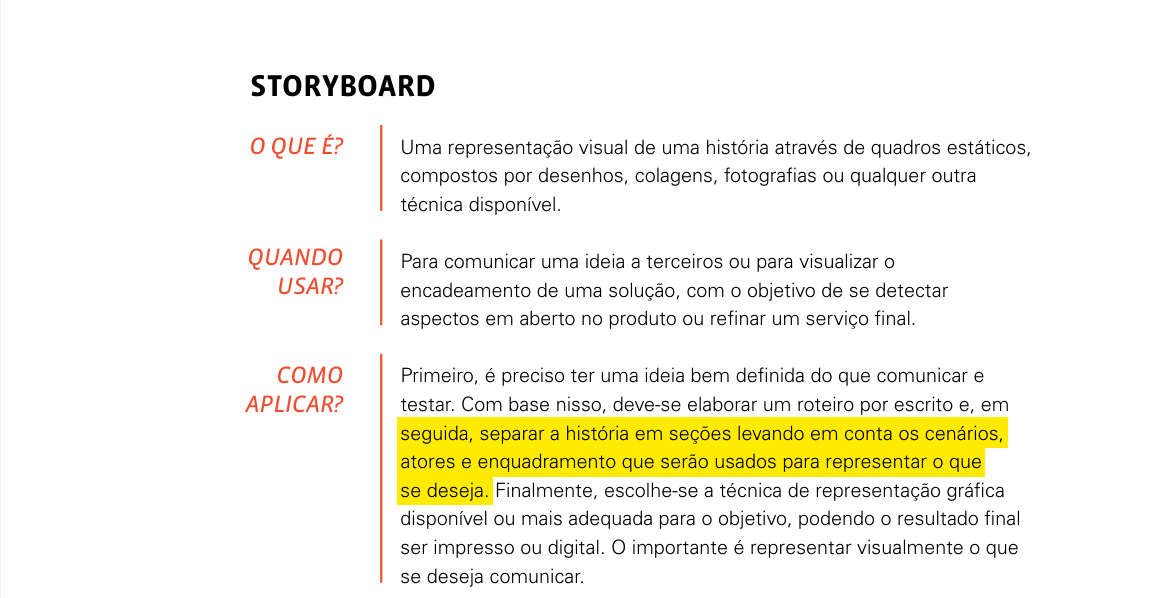 STORYBOARD
O QUE É?
Uma representação visual de uma história através de quadros estáticos,
compostos por desenhos, colagens, fotografias ou qualquer outra
técnica disponível.
QUANDO
USAR?
Para comunicar uma ideia a terceiros ou para visualizar o
encadeamento de uma solução, com o objetivo de se detectar
aspectos em aberto no produto ou refinar um serviço final.
COMO
APLICAR?
Primeiro, é preciso ter uma ideia bem definida do que comunicar e
testar. Com base nisso, deve-se elaborar um roteiro por escrito e, em
seguida, separar a história em seções levando em conta os cenários,
atores e enquadramento que serão usados para representar o que
se deseja. Finalmente, escolhe-se a técnica de representação gráfica
disponível ou mais adequada para o objetivo, podendo o resultado final
ser impresso ou digital. O importante é representar visualmente o que
se deseja comunicar.